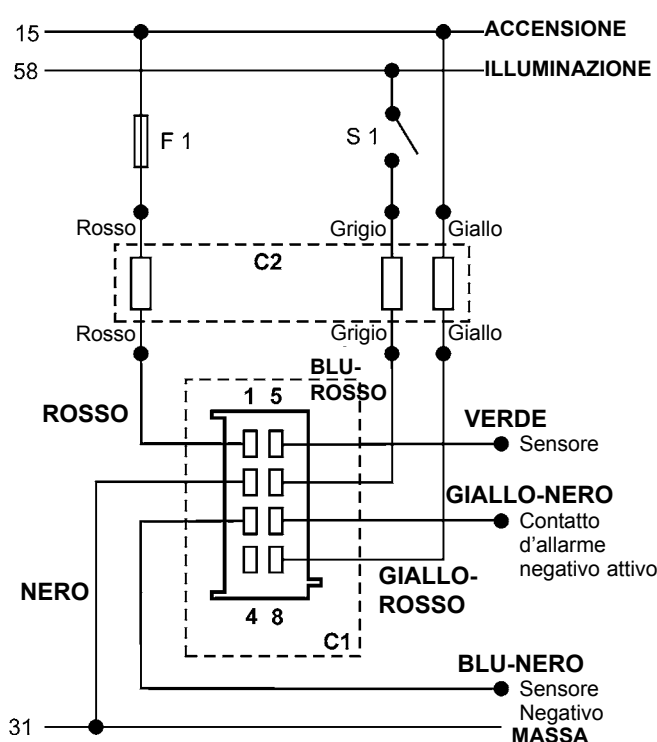 15
ACCENSIONE
58
ILLUMINAZIONE
F 1
S 1
Rosso
Grigio
Giallo
C2
Rosso
Grigio
Giallo
BLU-
ROSSO
1 5
ROSSO
VERDE
Sensore
GIALLO-NERO
Contatto
d'allarme
negativo attivo
GIALLO-
ROSSO
NERO
4 8
C1
BLU-NERO
Sensore
Negativo
31
MASSA